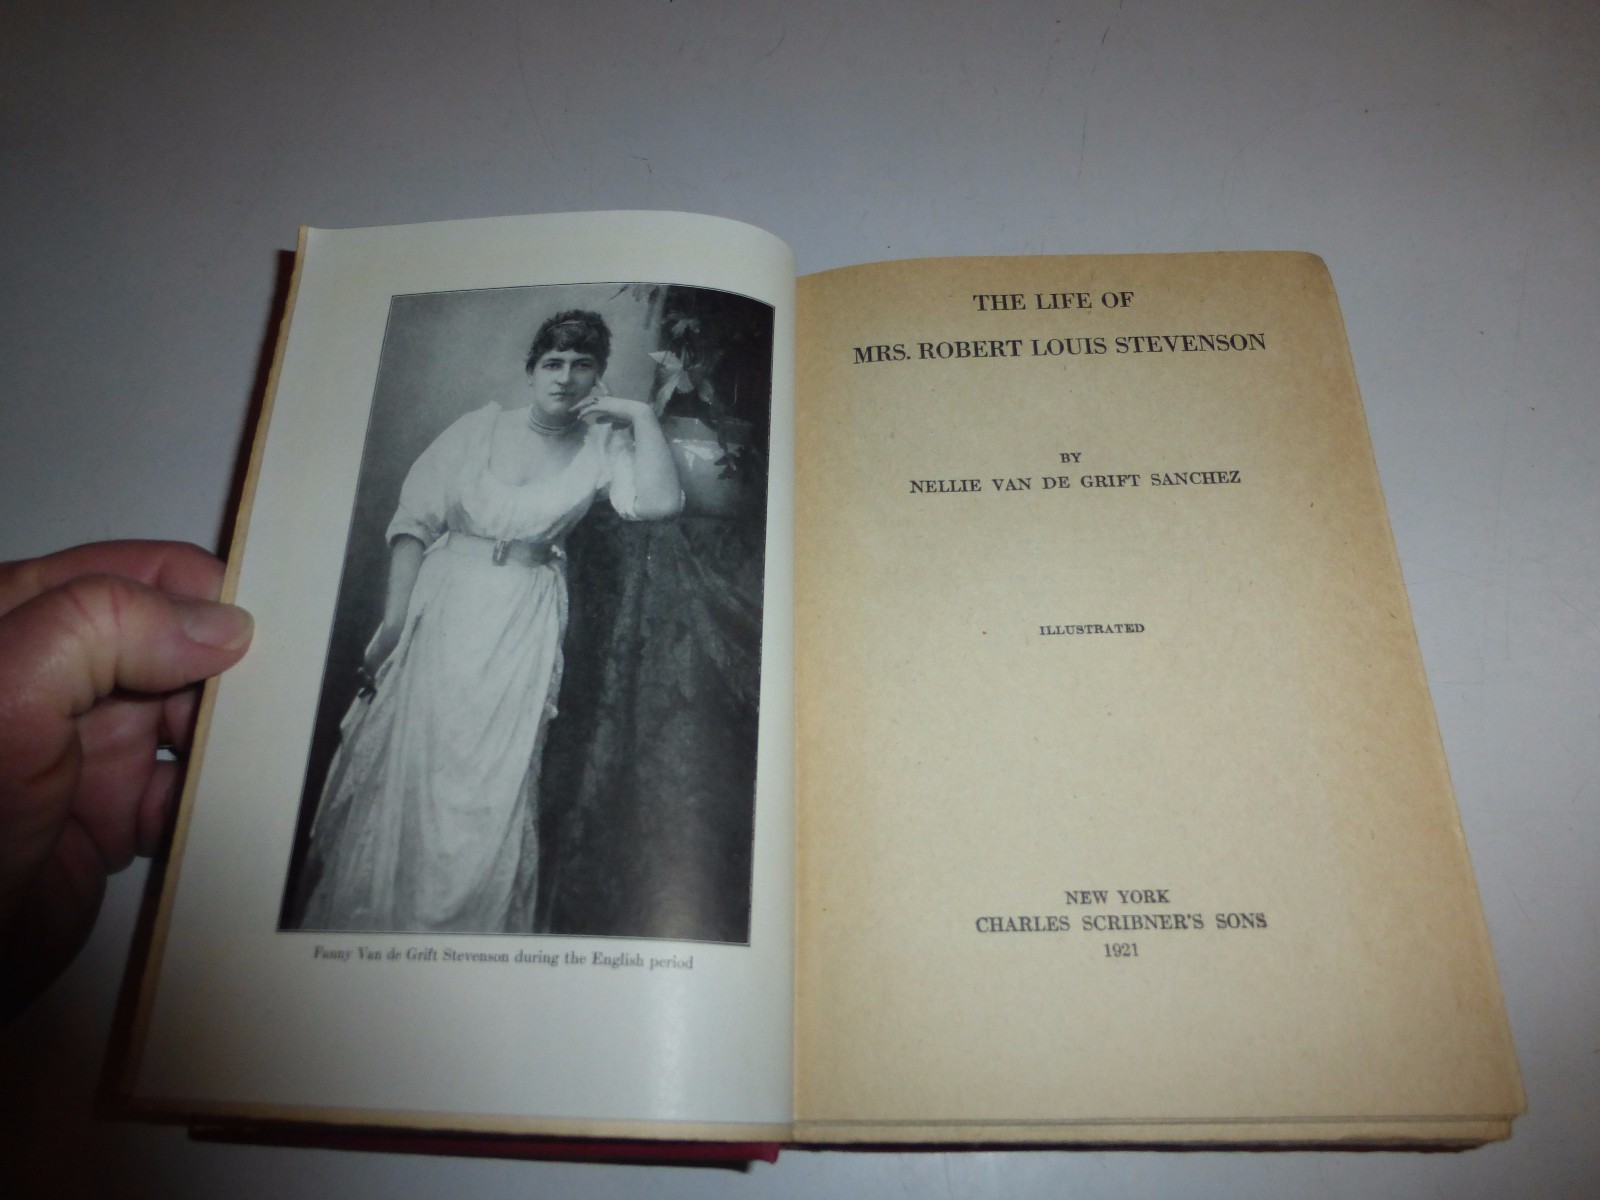 Fanny Van de Grift Stevenson during the English period
THE LIFE OF
MRS. ROBERT LOUIS STEVENSON
BY
NELLIE VAN DE GRIFT SANCHEZ
ILLUSTRATED
NEW YORK
CHARLES SCRIBNER'S SONS
1921